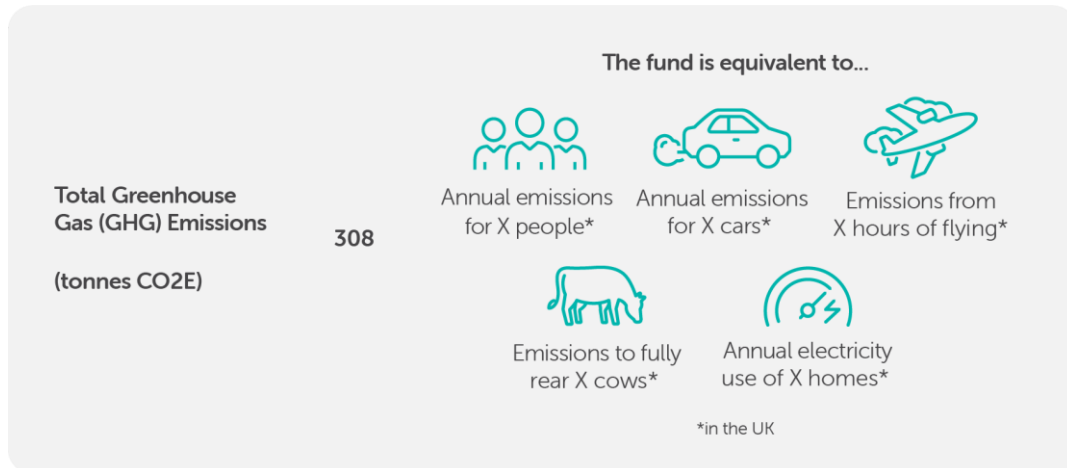 The fund is equivalent to...
Total Greenhouse
Gas (GHG) Emissions
(tonnes CO2E)
308
Annual emissions
for X people*
Annual emissions
for X cars*
Emissions from
X hours of flying*
Emissions to fully
rear X cows*
Annual electricity
use of X homes*
*in the UK